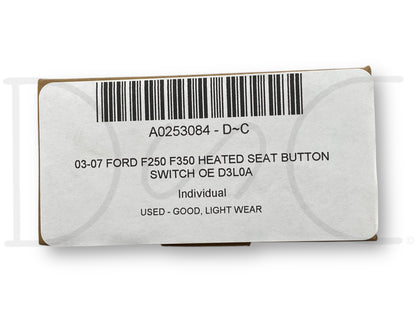 A0253084 - D~C
03-07 FORD F250 F350 HEATED SEAT BUTTON
SWITCH OE D3L0A
Individual
USED - GOOD, LIGHT WEAR